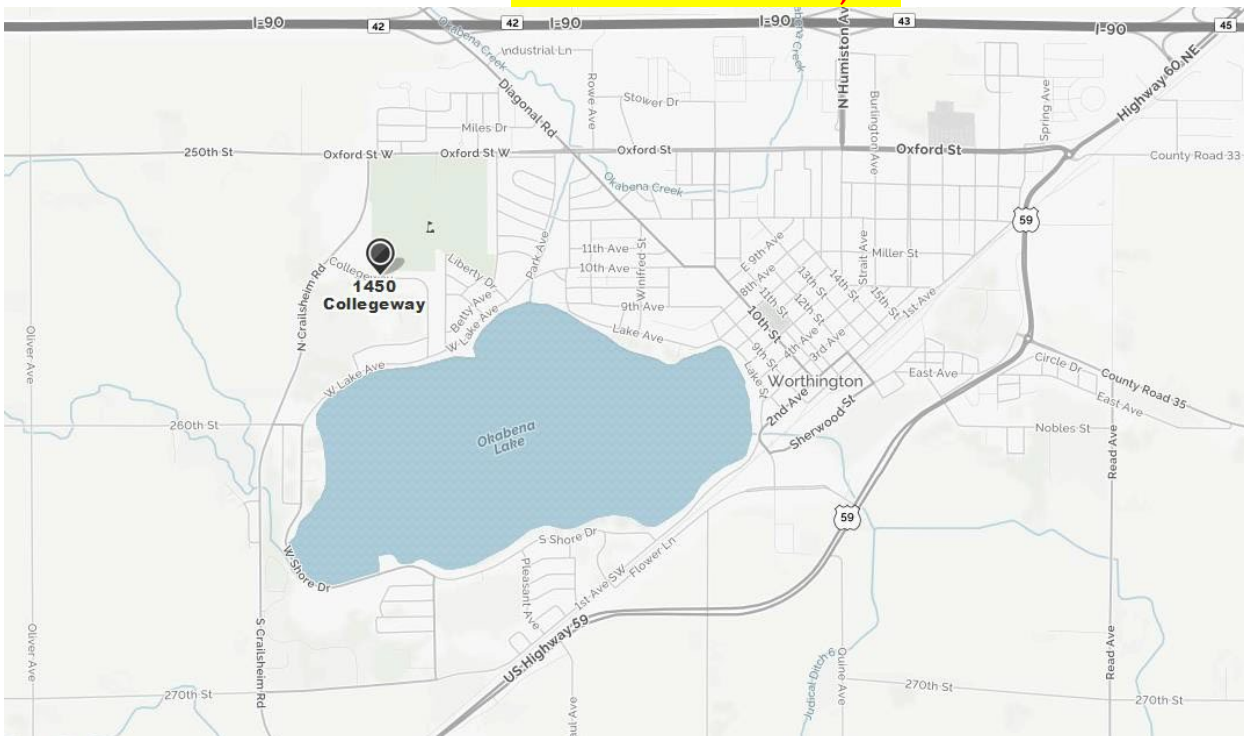 I-90
42
42
I-90
I-90
43
I-90
45
Okabena Creek
Industrial Ln
N Humiston Av
Highway 60 NE
Diagonal Rd
Rowe Ave
Stower Dr
Burlington Ave
Spring Ave
Miles Dr
250th St
Oxford St W
Oxford St W
Oxford St
Oxford St
County Road 33
Okabena Creek
59
11th Ave
10th Ave
Winifred St
Park Ave
E 9th Ave
8th Ave
Strait Ave
Miller St
Liberty Dr
1450
Collegeway
N Crailsheim Rd
Betty Ave
W Lake Ave
9th Ave
Lake Ave
11th St
13th St
12th St
14th St
15th St
1st Ave
10th St
4th Ave
3rd Ave
9th St
Lake St
Worthington
2nd Ave
Sherwood St
East Ave
Circle Dr
County Road 35
East Ave
Oliver Ave
W Lake Ave
260th St
Okabena
Lake
Nobles St
Read Ave
59
S Shore Dr
W Shore Dr
Pleasant Ave
1st Ave SW
Flower Ln
US Highway 59
Oliver Ave
S Crailsheim Rd
270th St
Judical Ditch 6
Quine Ave
Read Ave
270th St
270th St